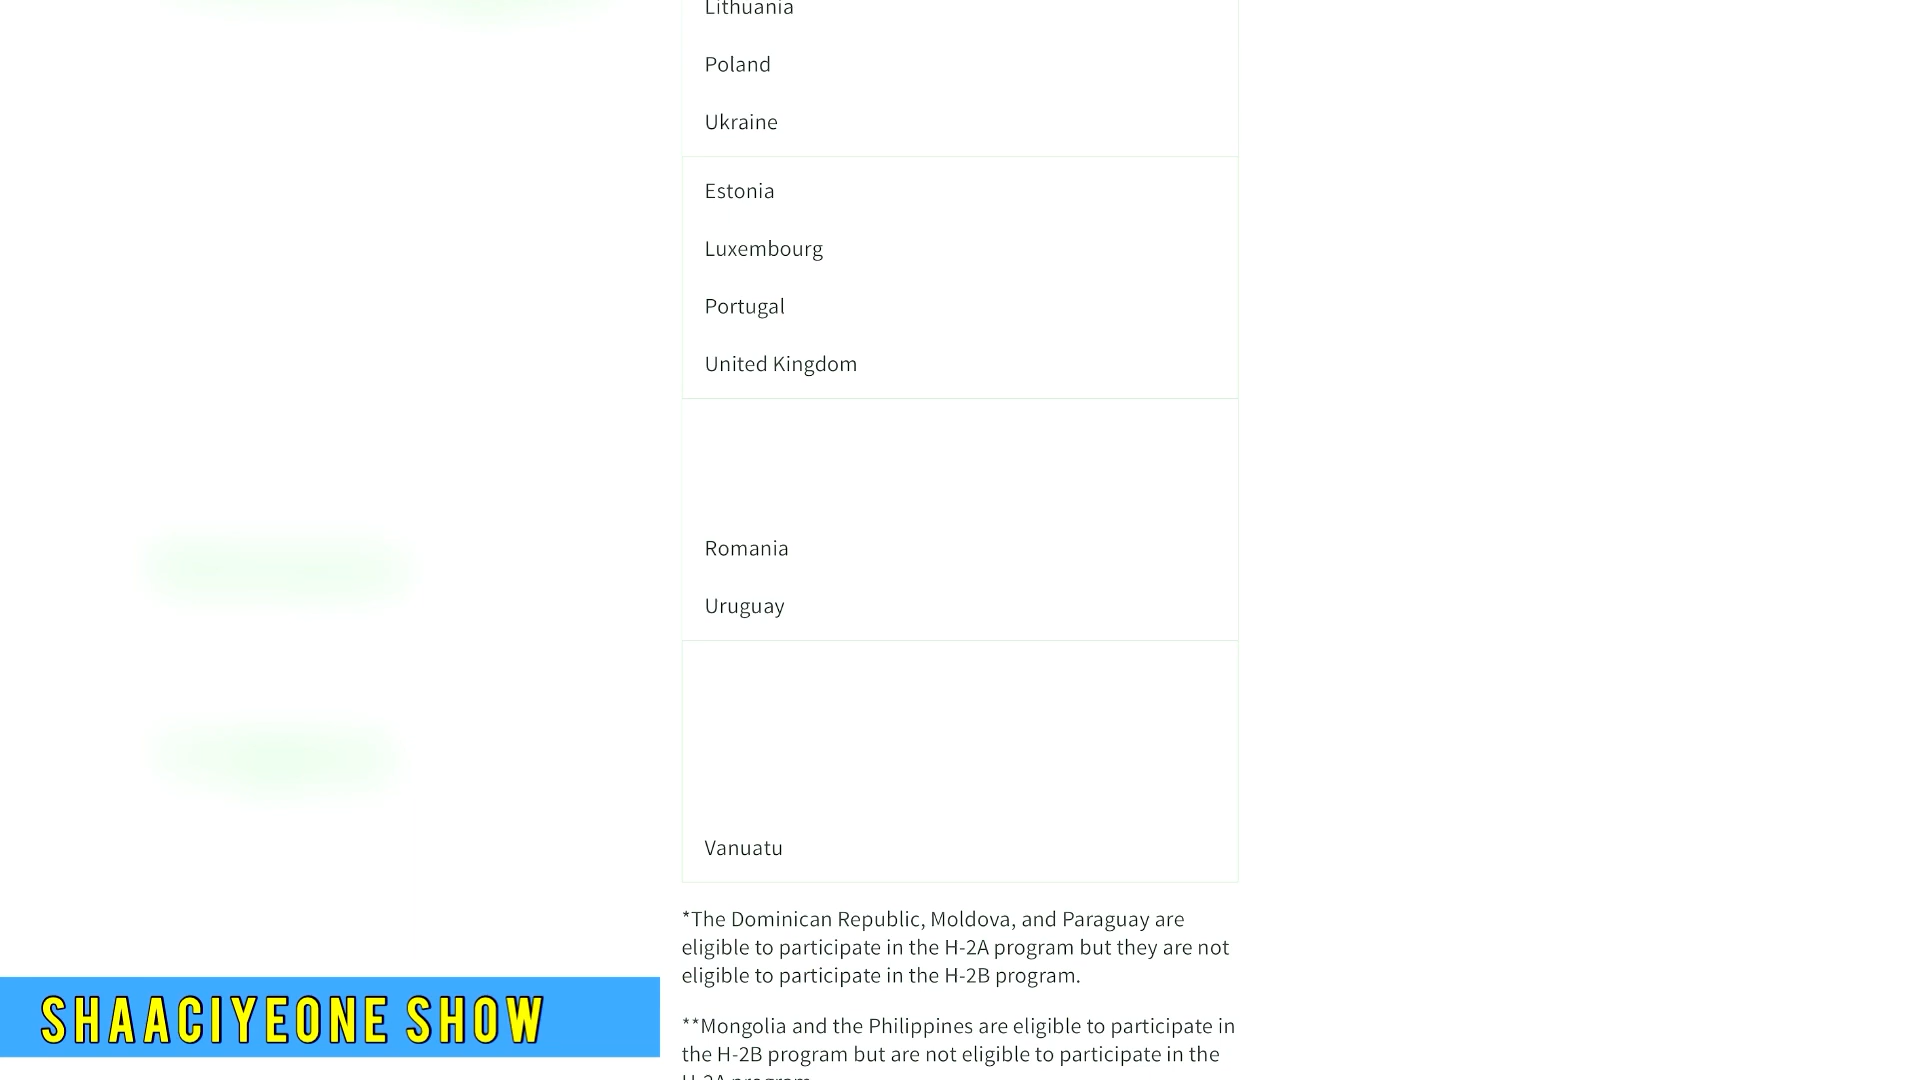 Lithuania
Poland
Ukraine
Estonia
Luxembourg
Portugal
United Kingdom
Romania
Uruguay
Vanuatu
*The Dominican Republic, Moldova, and Paraguay are
eligible to participate in the H-2A program but they are not
eligible to participate in the H-2B program.
**Mongolia and the Philippines are eligible to participate in
the H-2B program but are not eligible to participate in the
H-2A program
SHAACIYEONE SHOW